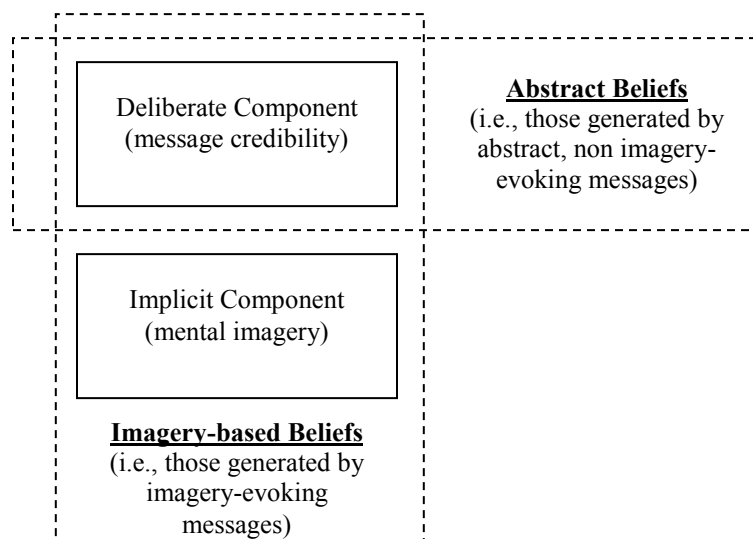 Deliberate Component
(message credibility)
Abstract Beliefs
(i.e., those generated by
abstract, non imagery-
evoking messages)
Implicit Component
(mental imagery)
Imagery-based Beliefs
(i.e., those generated by
imagery-evoking
messages)